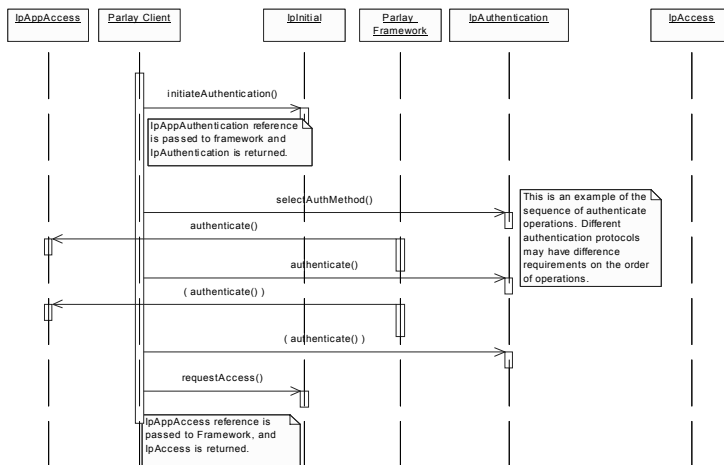 IpAppAccess
Parlay Client
IpInitial
Parlay
Framework
IpAuthentication
IpAccess
initiateAuthentication()
IpAppAuthentication reference
is passed to framework and
IpAuthentication is returned.
selectAuthMethod()
This is an example of the
sequence of authenticate
operations. Different
authentication protocols
may have difference
requirements on the order
of operations.
authenticate()
authenticate()
( authenticate() )
( authenticate() )
requestAccess()
IpAppAccess reference is
passed to Framework, and
IpAccess is returned.